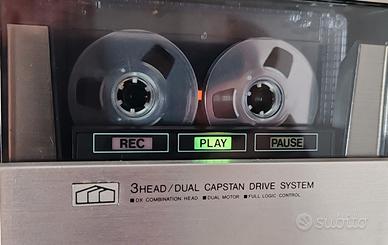 REC PLAY PAUSE
3HEAD/DUAL CAPSTAN DRIVE SYSTEM
■ DX COMBINATION HEAD ■ DUAL MOTOR ■ FULL LOGIC CONTROL
Subito